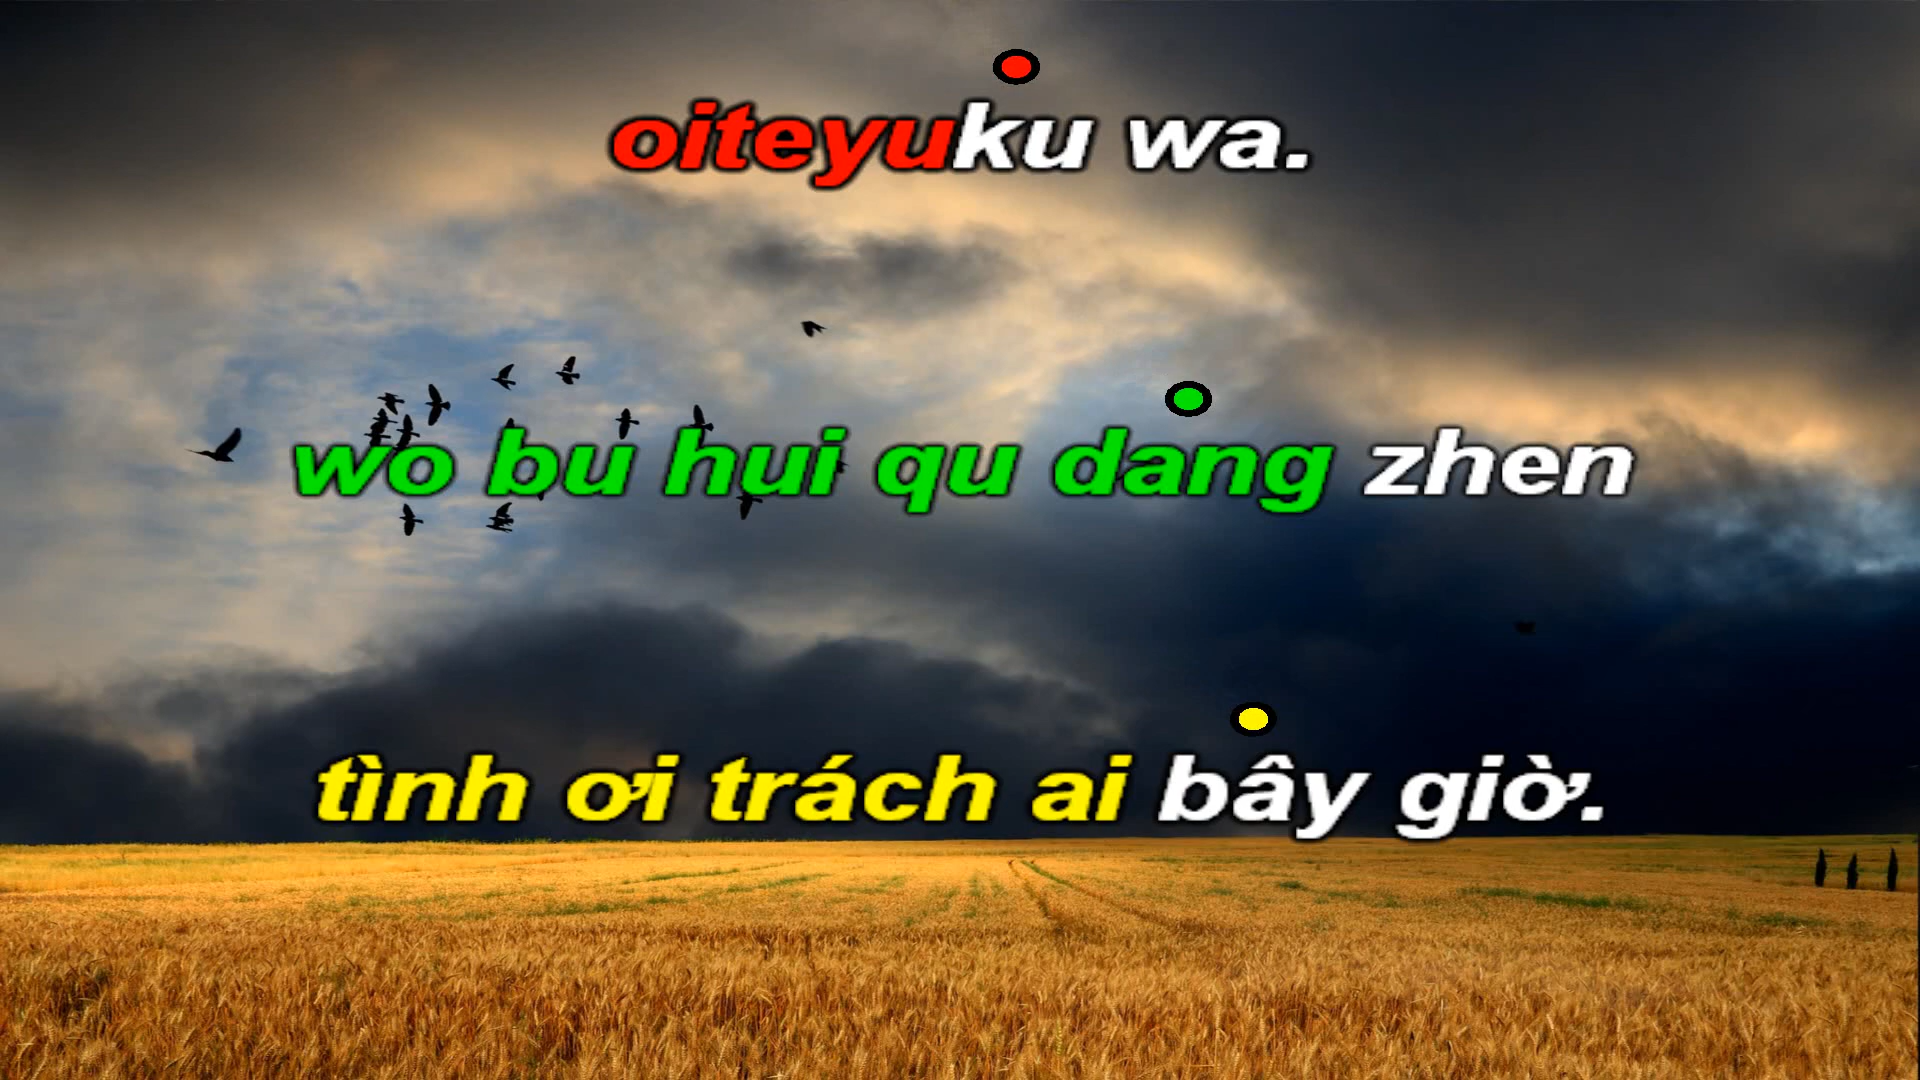 oiteyuku wa.
wo bu hui qu dang zhen
tình ơi trách ai bây giờ.